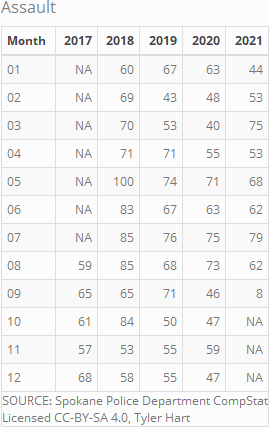 Assault
Month 2017 2018 2019 2020 2021
01 NA 60 67 63 44
02 NA 69 43 48 53
03 NA 70 53 40 75
04 NA 71 71 55 53
05 NA 100 74 71 68
06 NA 83 67 63 62
07 NA 85 76 75 79
08 59 85 68 73 62
09 65 65 71 46 8
10 61 84 50 47 NA
11 57 53 55 59 NA
12 68 58 55 47 NA
SOURCE: Spokane Police Department CompStat
Licensed CC-BY-SA 4.0, Tyler Hart